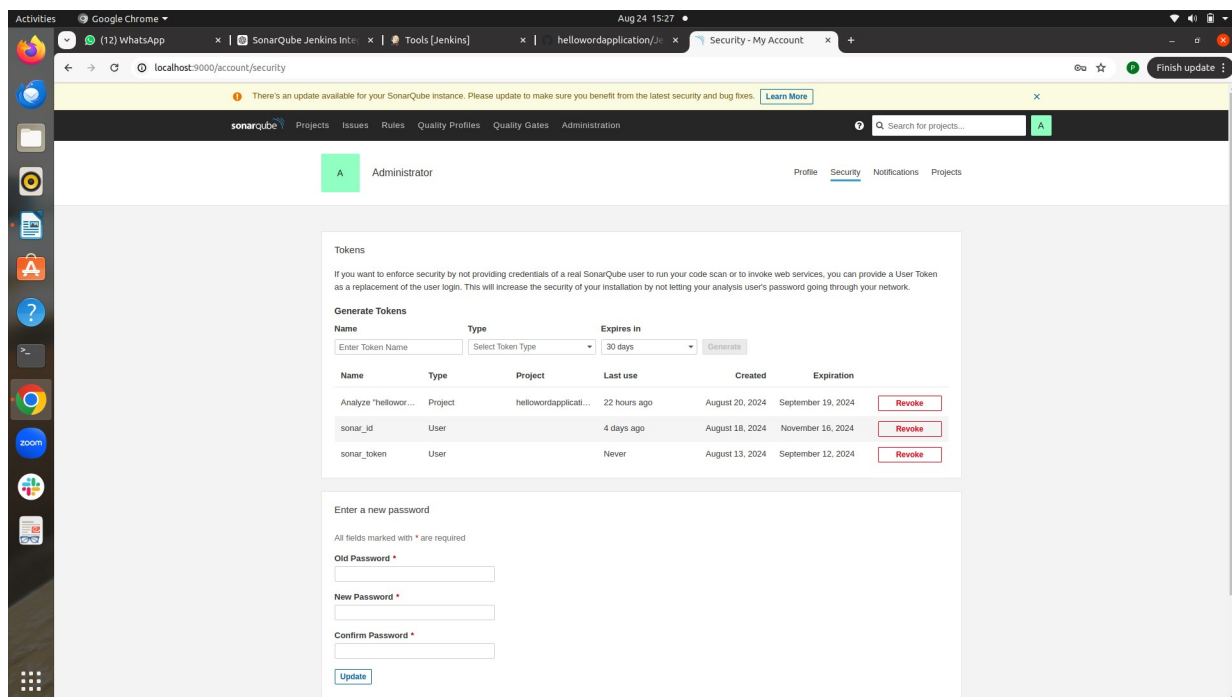 Activities
Google Chrome
Aug 24 15:27
(12) WhatsApp
SonarQube Jenkins Inte
Tools [Jenkins]
hellowordapplication/Je
Security - My Account
localhost:9000/account/security
P
Finish update
There's an update available for your SonarQube instance. Please update to make sure you benefit from the latest security and bug fixes. Learn More
sonarqube Projects Issues Rules Quality Profiles Quality Gates Administration
Search for projects...
A
A
Administrator
Profile Security Notifications Projects
Tokens
If you want to enforce security by not providing credentials of a real SonarQube user to run your code scan or to invoke web services, you can provide a User Token
as a replacement of the user login. This will increase the security of your installation by not letting your analysis user's password going through your network.
Generate Tokens
Name Type Expires in
Enter Token Name Select Token Type 30 days Generate
Name Type Project Last use Created Expiration
Analyze "hellowor... Project hellowordapplicati... 22 hours ago August 20, 2024 September 19, 2024 Revoke
sonar_id User 4 days ago August 18, 2024 November 16, 2024 Revoke
sonar_token User Never August 13, 2024 September 12, 2024 Revoke
Enter a new password
All fields marked with * are required
Old Password *
New Password *
Confirm Password *
Update
zoom